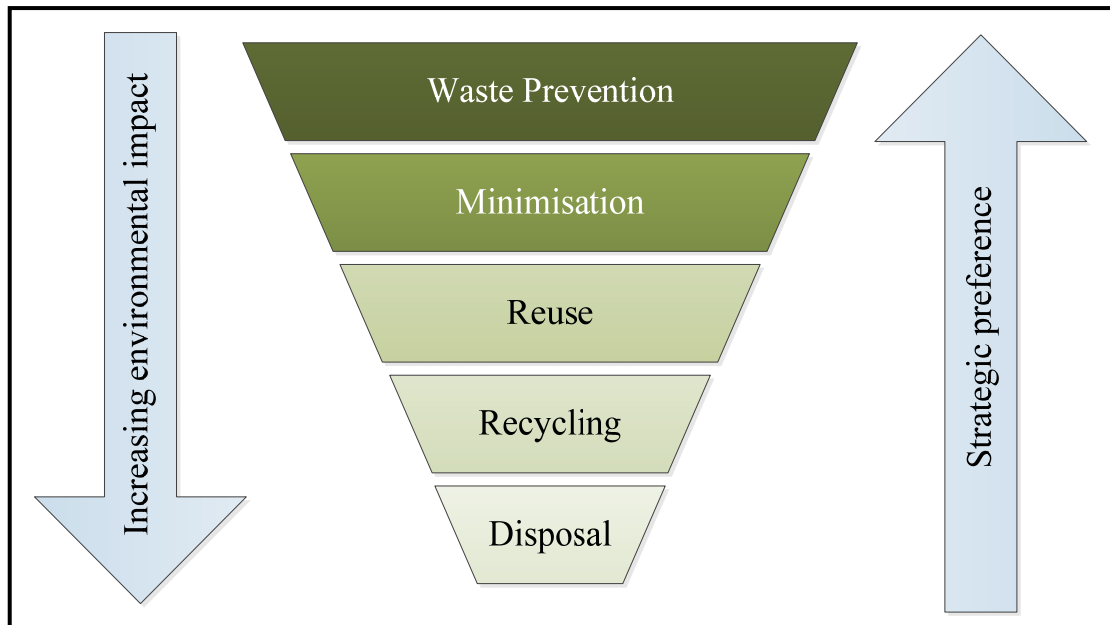 Increasing environmental impact
Waste Prevention
Minimisation
Reuse
Recycling
Disposal
Strategic preference